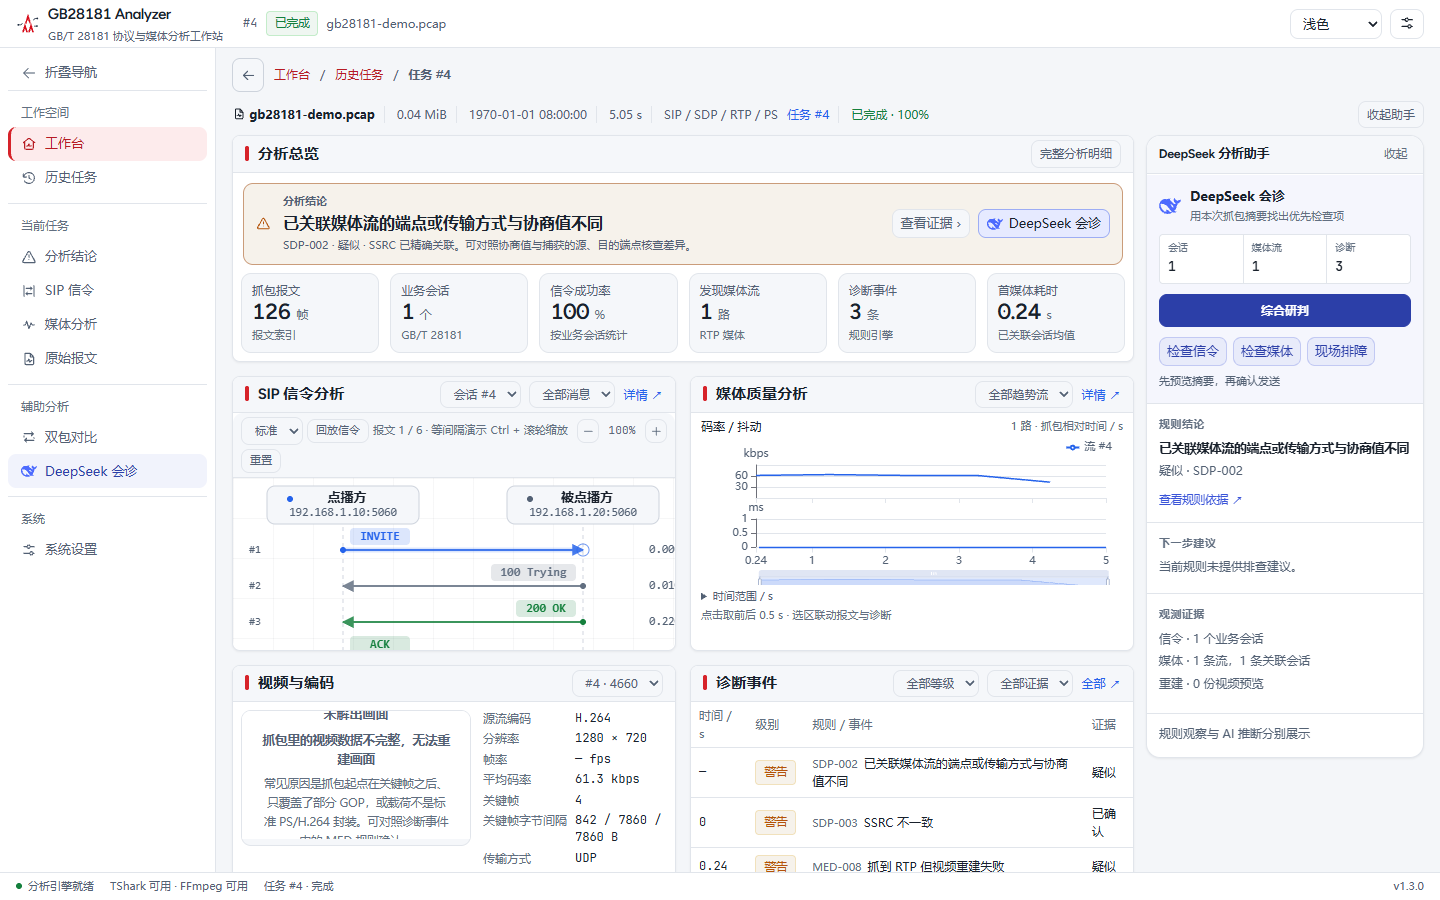 GB28181 Analyzer
GB/T 28181 协议与媒体分析工作站
#4 已完成 gb28181-demo.pcap
浅色
折叠导航
工作空间
工作台
历史任务
当前任务
分析结论
SIP 信令
媒体分析
原始报文
辅助分析
双包对比
DeepSeek 会诊
系统
系统设置
工作台 / 历史任务 / 任务 #4
gb28181-demo.pcap 0.04 MiB 1970-01-01 08:00:00 5.05 s SIP / SDP / RTP / PS 任务 #4 已完成 · 100%
收起助手
分析总览
完整分析明细
分析结论
已关联媒体流的端点或传输方式与协商值不同
SDP-002 · 疑似 · SSRC 已精确关联。可对照协商值与捕获的源、目的端点核查差异。
查看证据 ›
DeepSeek 会诊
抓包报文
126 帧
报文索引
业务会话
1 个
GB/T 28181
信令成功率
100 %
按业务会话统计
发现媒体流
1 路
RTP 媒体
诊断事件
3 条
规则引擎
首媒体耗时
0.24 s
已关联会话均值
SIP 信令分析
会话 #4
全部消息
详情 ↗
标准
回放信令
报文 1 / 6 · 等间隔演示 Ctrl + 滚轮缩放
− 100% +
重置
点播方
192.168.1.10:5060
被点播方
192.168.1.20:5060
INVITE
#1 0.00
100 Trying
#2 0.01
200 OK
#3 0.22
ACK
媒体质量分析
全部趋势流
详情 ↗
码率 / 抖动
1 路 · 抓包相对时间 / s
流 #4
kbps
60
30
ms
1
0.5
0
0.24 1 2 3 4 5
▶ 时间范围 / s
点击取前后 0.5 s · 选区联动报文与诊断
视频与编码
#4 · 4660
未解出画面
抓包里的视频数据不完整，无法重
建画面
常见原因是抓包起点在关键帧之后、
只覆盖了部分 GOP，或载荷不是标
准 PS/H.264 封装。可对照诊断事件
中的 MED 规则确认
源流编码 H.264
分辨率 1280 × 720
帧率 — fps
平均码率 61.3 kbps
关键帧 4
关键帧字节间隔 842 / 7860 /
7860 B
传输方式 UDP
诊断事件
全部等级
全部证据
全部 ↗
时间 /
s
级别 规则 / 事件 证据
— 警告 SDP-002 已关联媒体流的端点或传输方式与协商
值不同 疑似
0 警告 SDP-003 SSRC 不一致 已确
认
0.24 警告 MED-008 抓到 RTP 但视频重建失败 疑似
DeepSeek 分析助手 收起
DeepSeek 会诊
用本次抓包摘要找出优先检查项
会话
1
媒体流
1
诊断
3
综合研判
检查信令 检查媒体 现场排障
先预览摘要，再确认发送
规则结论
已关联媒体流的端点或传输方式与协商值不同
疑似 · SDP-002
查看规则依据 ↗
下一步建议
当前规则未提供排查建议。
观测证据
信令 · 1 个业务会话
媒体 · 1 条流，1 条关联会话
重建 · 0 份视频预览
规则观察与 AI 推断分别展示
分析引擎就绪 TShark 可用 · FFmpeg 可用 任务 #4 · 完成
v1.3.0